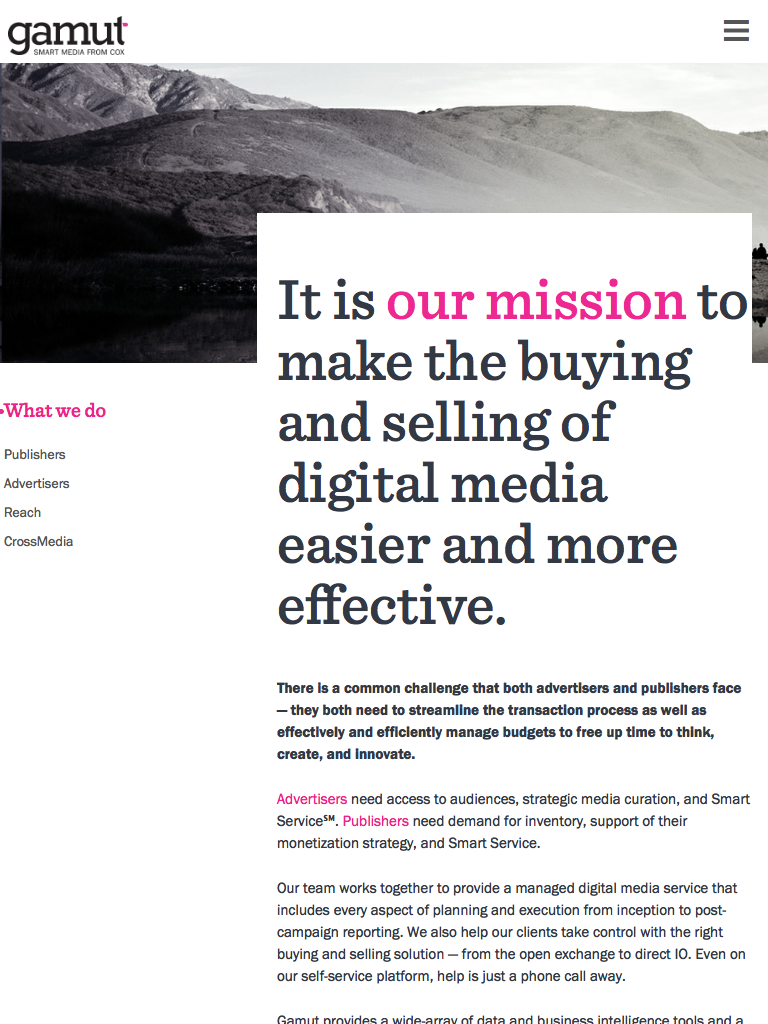 gamut
SMART MEDIA FROM COX
It is our mission to
make the buying
and selling of
digital media
easier and more
effective.
What we do
Publishers
Advertisers
Reach
CrossMedia
There is a common challenge that both advertisers and publishers face
— they both need to streamline the transaction process as well as
effectively and efficiently manage budgets to free up time to think,
create, and innovate.
Advertisers need access to audiences, strategic media curation, and Smart
Service℠. Publishers need demand for inventory, support of their
monetization strategy, and Smart Service.
Our team works together to provide a managed digital media service that
includes every aspect of planning and execution from inception to post-
campaign reporting. We also help our clients take control with the right
buying and selling solution — from the open exchange to direct IO. Even on
our self-service platform, help is just a phone call away.
Gamut provides a wide-array of data and business intelligence tools and a